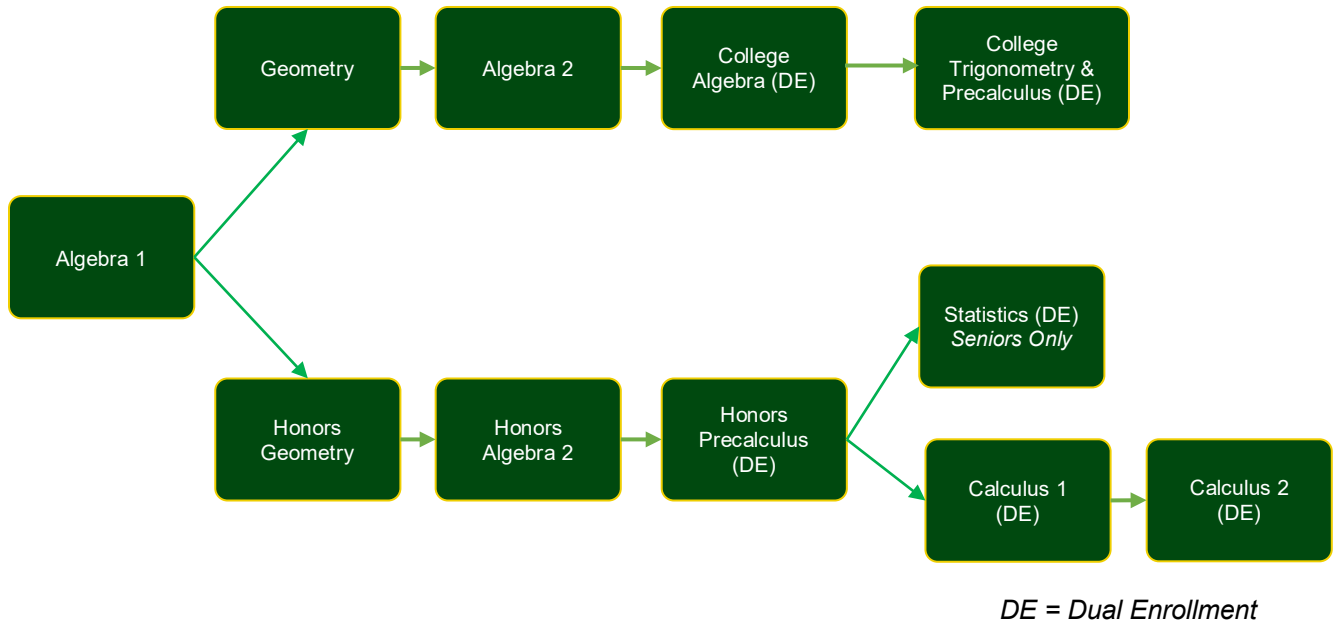 Geometry
Algebra 2
College
Algebra (DE)
College
Trigonometry &
Precalculus (DE)
Algebra 1
Statistics (DE)
Seniors Only
Honors
Geometry
Honors
Algebra 2
Honors
Precalculus
(DE)
Calculus 1
(DE)
Calculus 2
(DE)
DE = Dual Enrollment